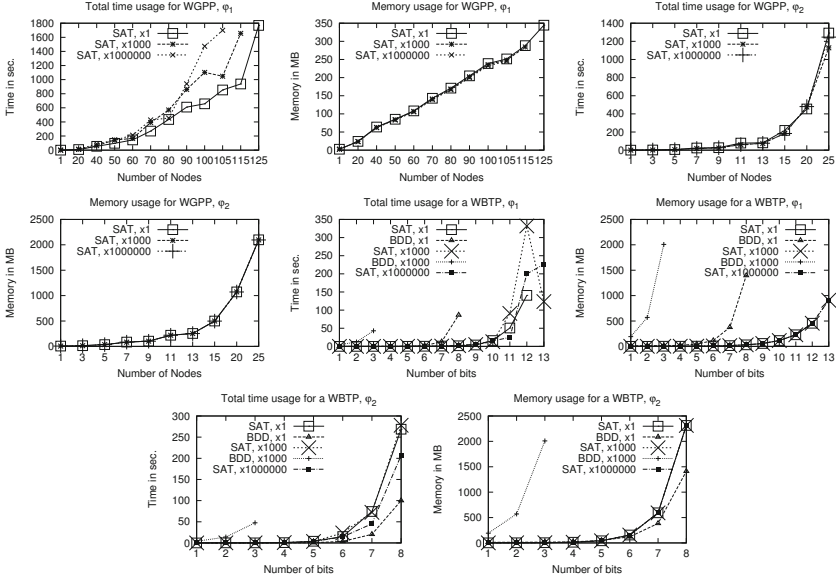 Total time usage for WGPP, φ1
Time in sec.
1800
1600
1400
1200
1000
800
600
400
200
0
SAT, x1
SAT, x1000
SAT, x1000000
1 20 40 50 60 70 80 90 100 105 115 125
Number of Nodes
Memory usage for WGPP, φ1
Memory in MB
350
300
250
200
150
100
50
0
SAT, x1
SAT, x1000
SAT, x1000000
1 20 40 50 60 70 80 90 100 105 115 125
Number of Nodes
Total time usage for WGPP, φ2
Time in sec.
1400
1200
1000
800
600
400
200
0
SAT, x1
SAT, x1000
SAT, x1000000
1 3 5 7 9 11 13 15 20 25
Number of Nodes
Memory usage for WGPP, φ2
Memory in MB
2500
2000
1500
1000
500
0
SAT, x1
SAT, x1000
SAT, x1000000
1 3 5 7 9 11 13 15 20 25
Number of Nodes
Total time usage for a WBTP, φ1
Time in sec.
350
300
250
200
150
100
50
0
SAT, x1
BDD, x1
SAT, x1000
BDD, x1000
SAT, x1000000
1 2 3 4 5 6 7 8 9 10 11 12 13
Number of bits
Memory usage for a WBTP, φ1
Memory in MB
2500
2000
1500
1000
500
0
SAT, x1
BDD, x1
SAT, x1000
BDD, x1000
SAT, x1000000
1 2 3 4 5 6 7 8 9 10 11 12 13
Number of bits
Total time usage for a WBTP, φ2
Time in sec.
300
250
200
150
100
50
0
SAT, x1
BDD, x1
SAT, x1000
BDD, x1000
SAT, x1000000
1 2 3 4 5 6 7 8
Number of bits
Memory usage for a WBTP, φ2
Memory in MB
2500
2000
1500
1000
500
0
SAT, x1
BDD, x1
SAT, x1000
BDD, x1000
SAT, x1000000
1 2 3 4 5 6 7 8
Number of bits